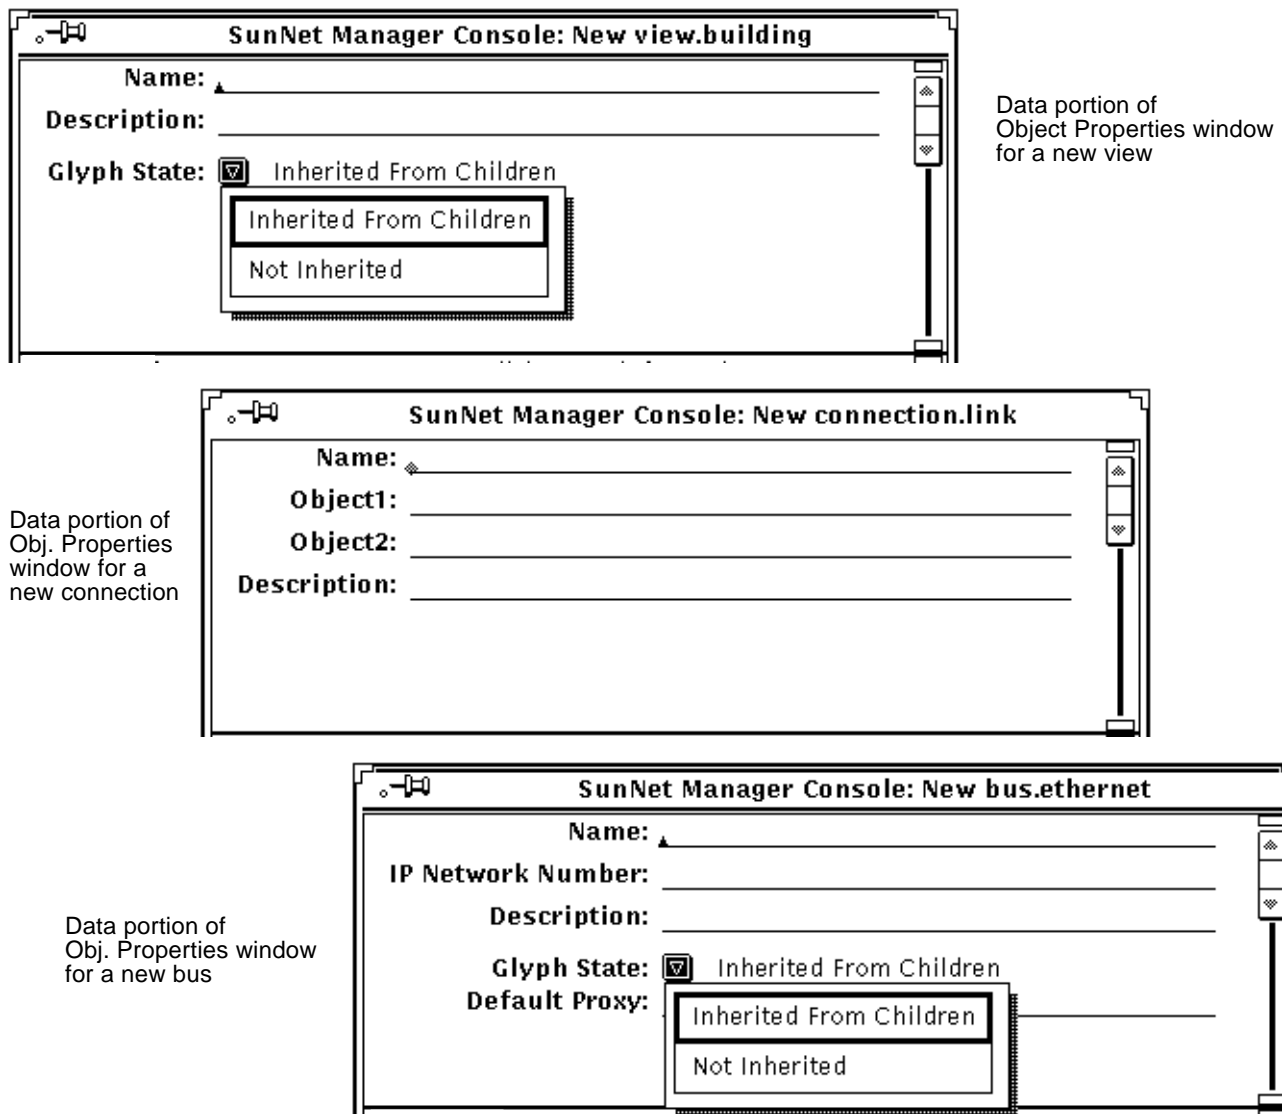 SunNet Manager Console: New view.building
Name:
Description:
Glyph State: Inherited From Children
Inherited From Children
Not Inherited
Data portion of
Object Properties window
for a new view
SunNet Manager Console: New connection.link
Name:
Object1:
Object2:
Description:
Data portion of
Obj. Properties
window for a
new connection
SunNet Manager Console: New bus.ethernet
Name:
IP Network Number:
Description:
Glyph State: Inherited From Children
Default Proxy:
Inherited From Children
Not Inherited
Data portion of
Obj. Properties window
for a new bus